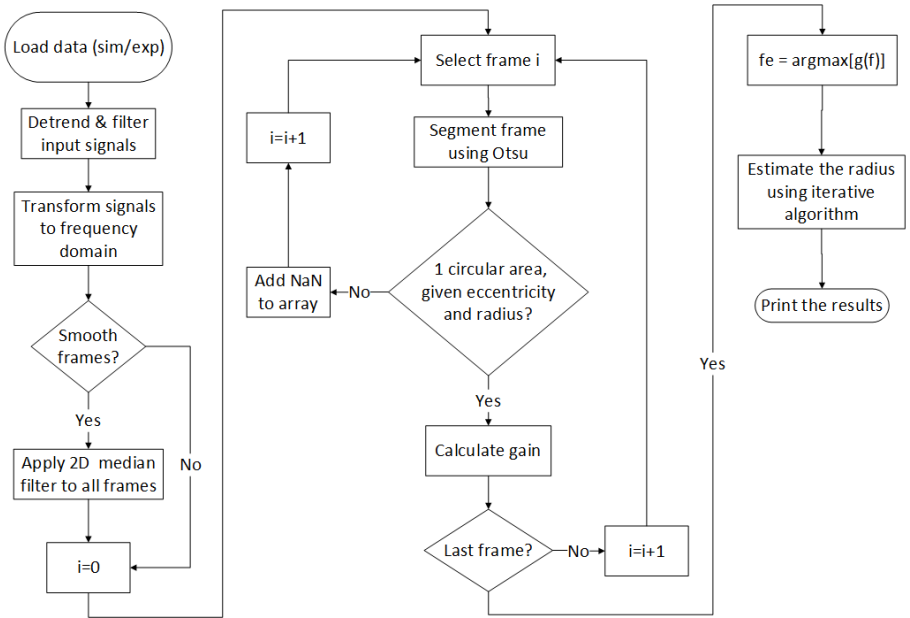 Load data (sim/exp)
Detrend & filter
input signals
Transform signals
to frequency
domain
Smooth
frames?
Yes
No
Apply 2D median
filter to all frames
i=0
Select frame i
i=i+1
Segment frame
using Otsu
1 circular area,
given eccentricity
and radius?
No
Add NaN
to array
Yes
Calculate gain
Last frame?
No
i=i+1
Yes
fe = argmax[g(f)]
Estimate the radius
using iterative
algorithm
Print the results